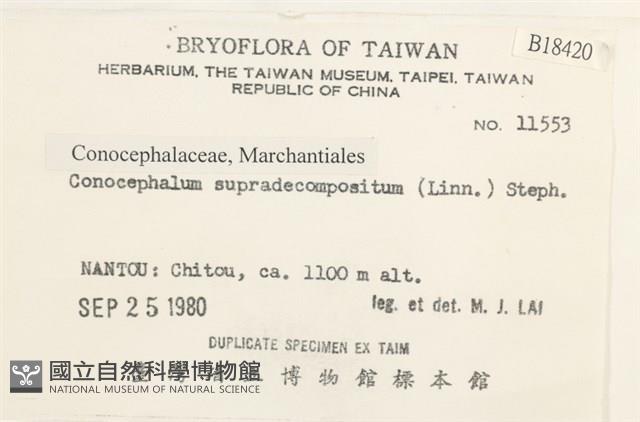 BRYOFLORA OF TAIWAN
B18420
HERBARIUM, THE TAIWAN MUSEUM, TAIPEI, TAIWAN
REPUBLIC OF CHINA
NO. 11553
Conocephalaceae, Marchantiales
Conocephalum supradecompositum (Linn.) Steph.
NANTOU: Chitou, ca. 1100 m alt.
SEP 25 1980 leg. et det. M. J. LAI
DUPLICATE SPECIMEN EX TAIM
博物館標本館
國立自然科學博物館
NATIONAL MUSEUM OF NATURAL SCIENCE